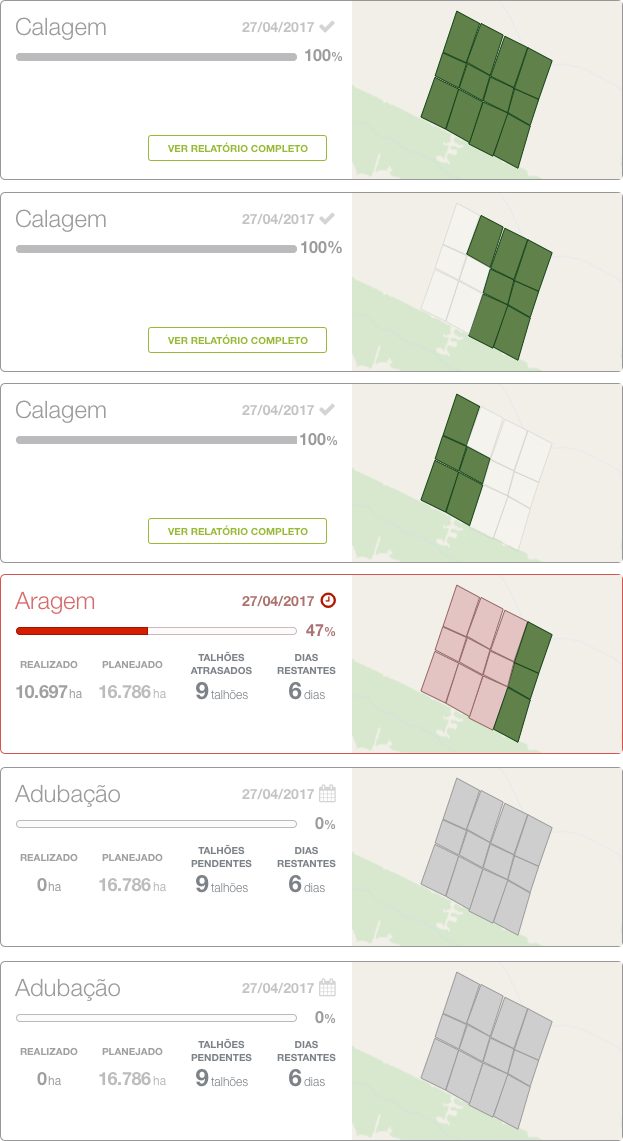 Calagem 27/04/2017
100%
VER RELATÓRIO COMPLETO
Calagem 27/04/2017
100%
VER RELATÓRIO COMPLETO
Calagem 27/04/2017
100%
VER RELATÓRIO COMPLETO
Aragem 27/04/2017
47%
REALIZADO PLANEJADO TALHÕES ATRASADOS DIAS RESTANTES
10.697 ha 16.786 ha 9 talhões 6 dias
Adubação 27/04/2017
0%
REALIZADO PLANEJADO TALHÕES PENDENTES DIAS RESTANTES
0 ha 16.786 ha 9 talhões 6 dias
Adubação 27/04/2017
0%
REALIZADO PLANEJADO TALHÕES PENDENTES DIAS RESTANTES
0 ha 16.786 ha 9 talhões 6 dias